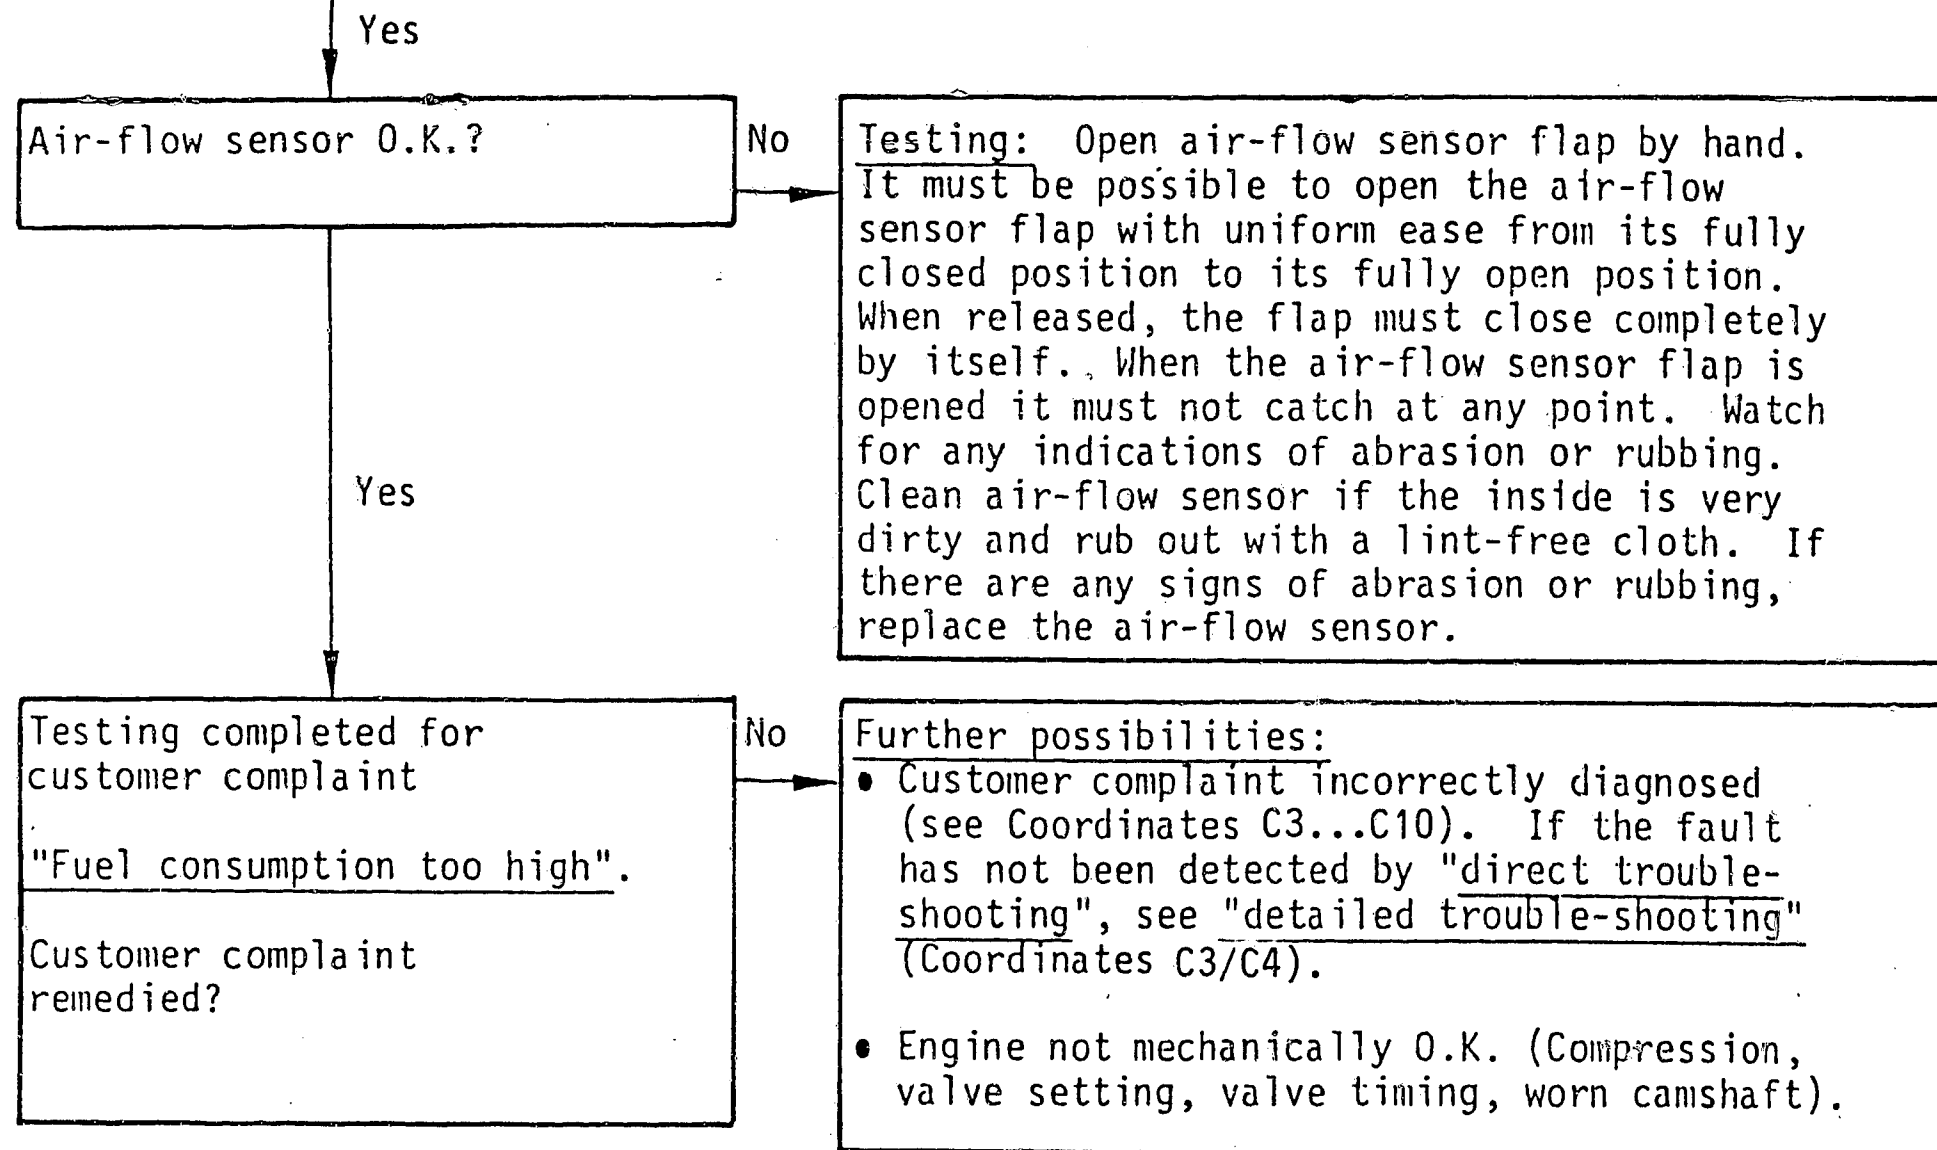 Yes
Air-flow sensor O.K.?
No
Testing: Open air-flow sensor flap by hand.
It must be possible to open the air-flow
sensor flap with uniform ease from its fully
closed position to its fully open position.
When released, the flap must close completely
by itself. When the air-flow sensor flap is
opened it must not catch at any point. Watch
for any indications of abrasion or rubbing.
Clean air-flow sensor if the inside is very
dirty and rub out with a lint-free cloth. If
there are any signs of abrasion or rubbing,
replace the air-flow sensor.
Yes
Testing completed for
customer complaint
"Fuel consumption too high".
Customer complaint
remedied?
No
Further possibilities:
• Customer complaint incorrectly diagnosed
(see Coordinates C3...C10). If the fault
has not been detected by "direct trouble-
shooting", see "detailed trouble-shooting"
(Coordinates C3/C4).
• Engine not mechanically O.K. (Compression,
valve setting, valve timing, worn camshaft).